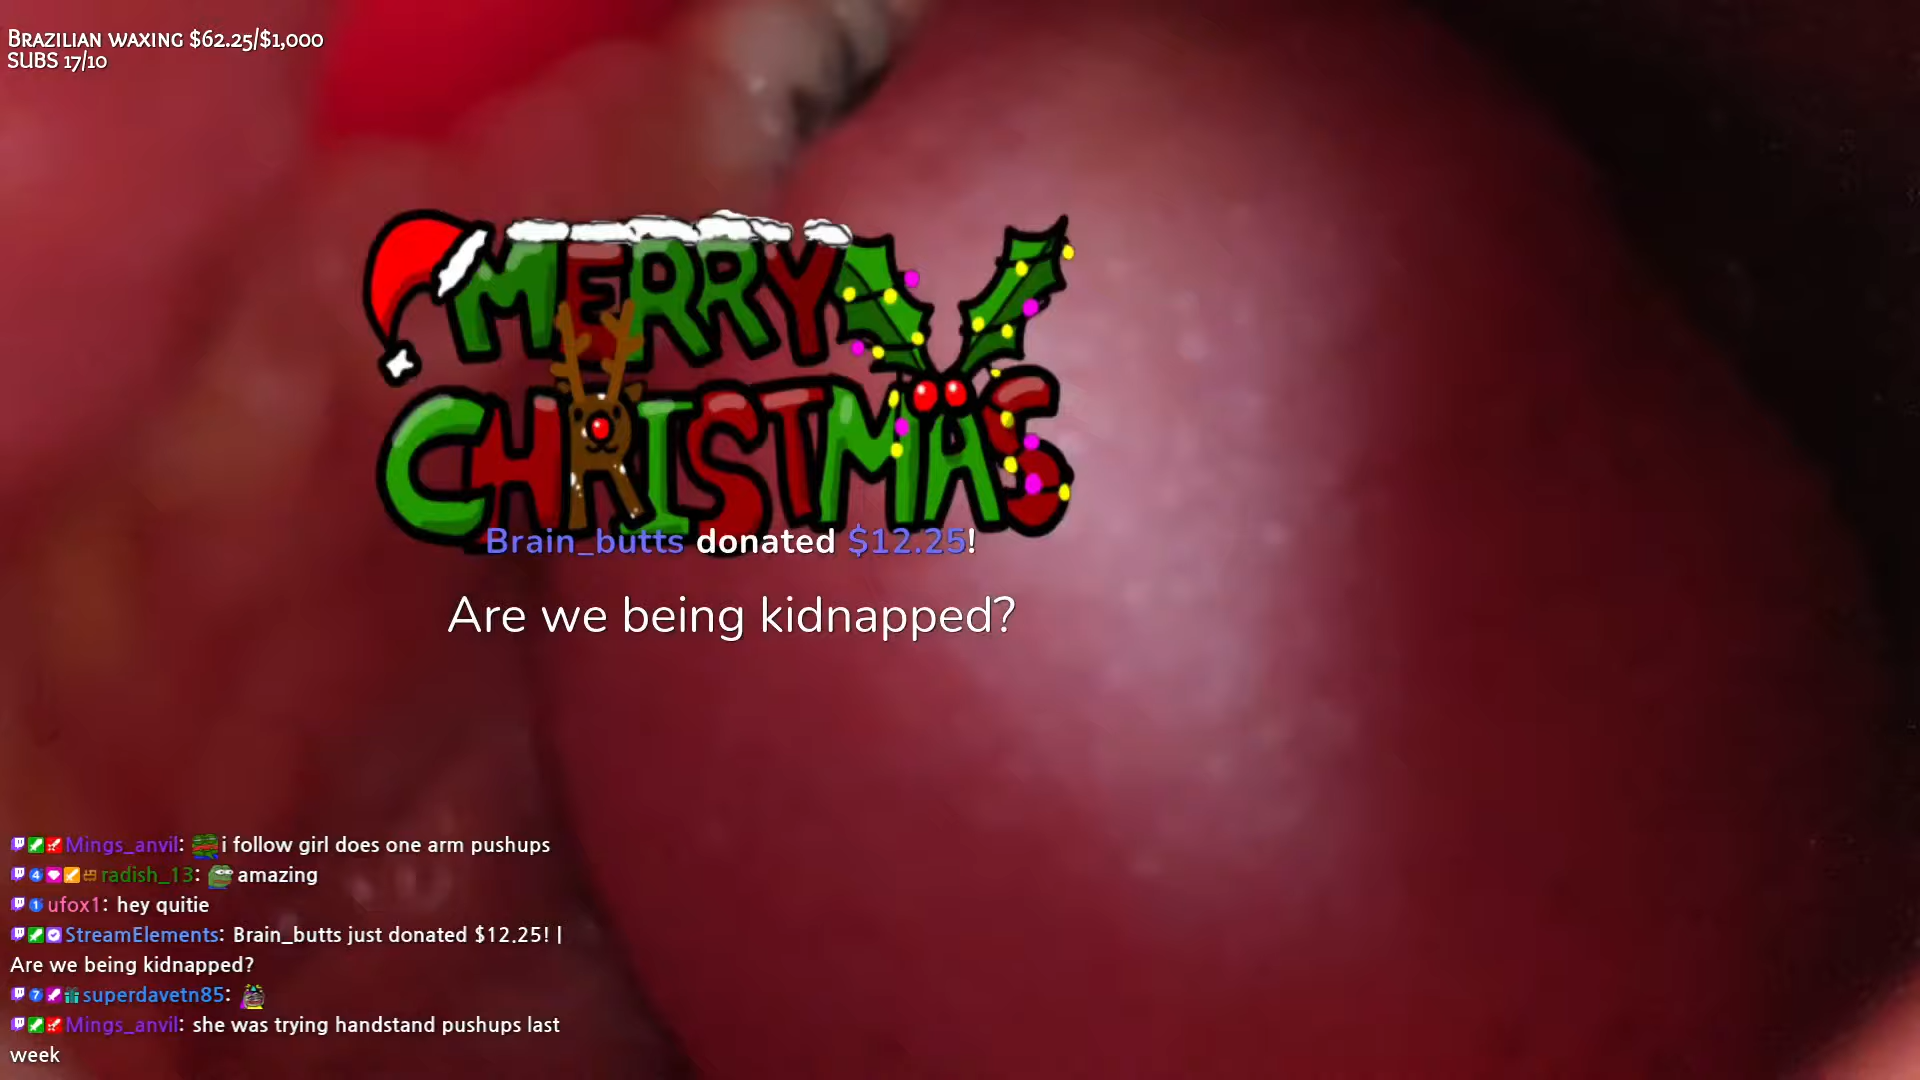 BRAZILIAN WAXING $62.25/$1,000
SUBS 17/10
MERRY
CHRISTMAS
Brain_butts donated $12.25!
Are we being kidnapped?
Mings_anvil: i follow girl does one arm pushups
radish_13: amazing
ufox1: hey quitie
StreamElements: Brain_butts just donated $12.25! |
Are we being kidnapped?
superdavetn85:
Mings_anvil: she was trying handstand pushups last
week